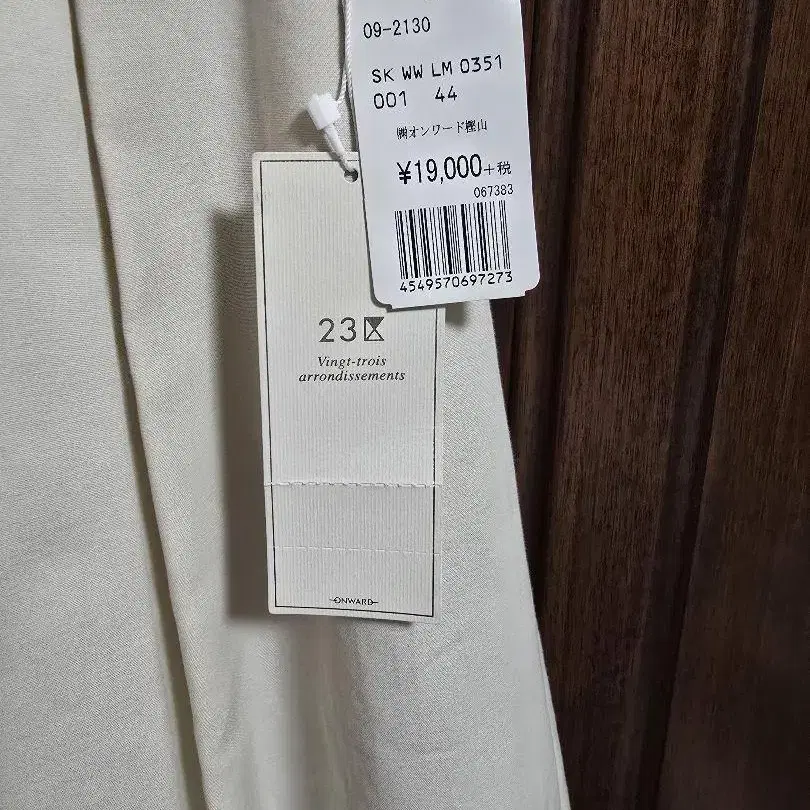 09-2130
SK WW LM 0351
001 44
㈱オンワード樫山
¥19,000+税
067383
4549570697273
23区
Vingt-trois
arrondissements
ONWARD